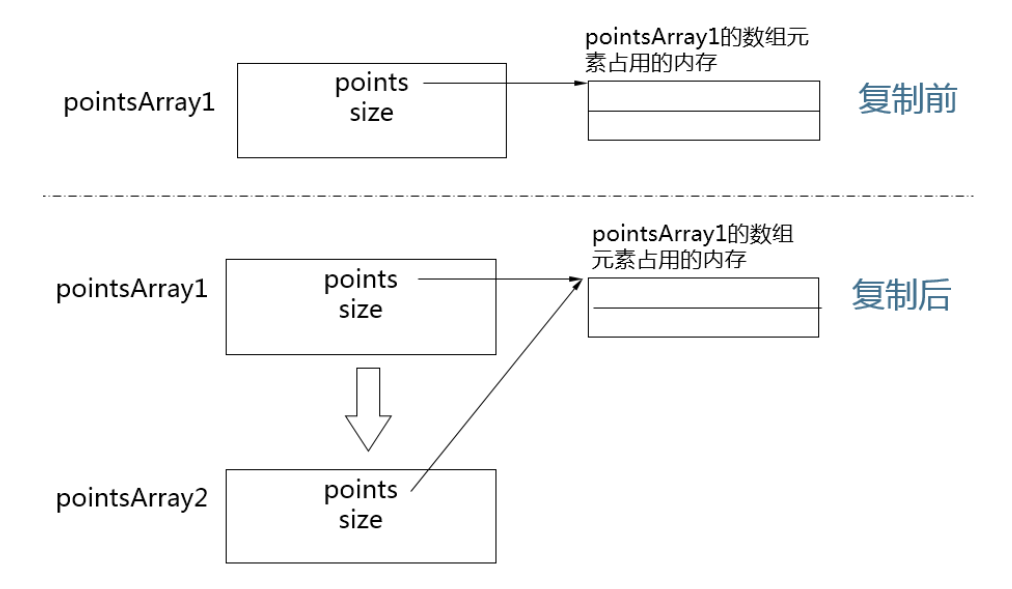 pointsArray1的数组元
素占用的内存
pointsArray1
points
size
复制前
pointsArray1的数组
元素占用的内存
pointsArray1
points
size
复制后
pointsArray2
points
size